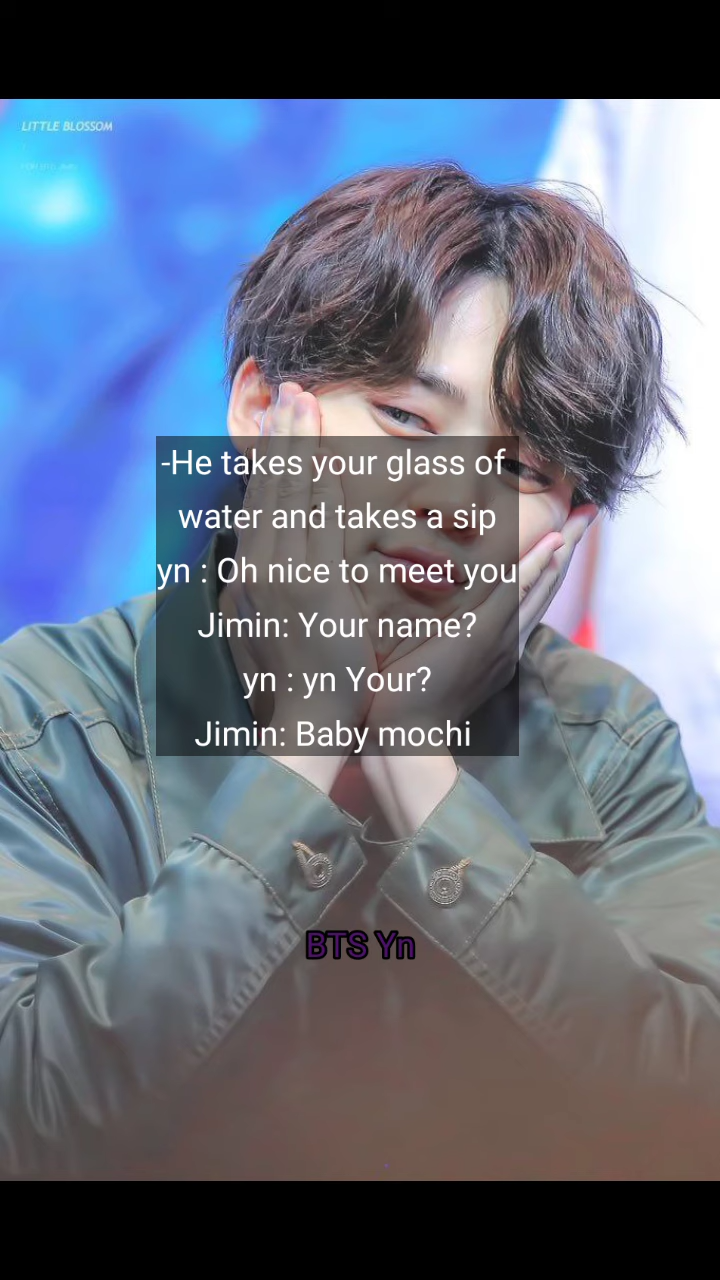 LITTLE BLOSSOM
-He takes your glass of
water and takes a sip
yn : Oh nice to meet you
Jimin: Your name?
yn : yn Your?
Jimin: Baby mochi
BTS Yn